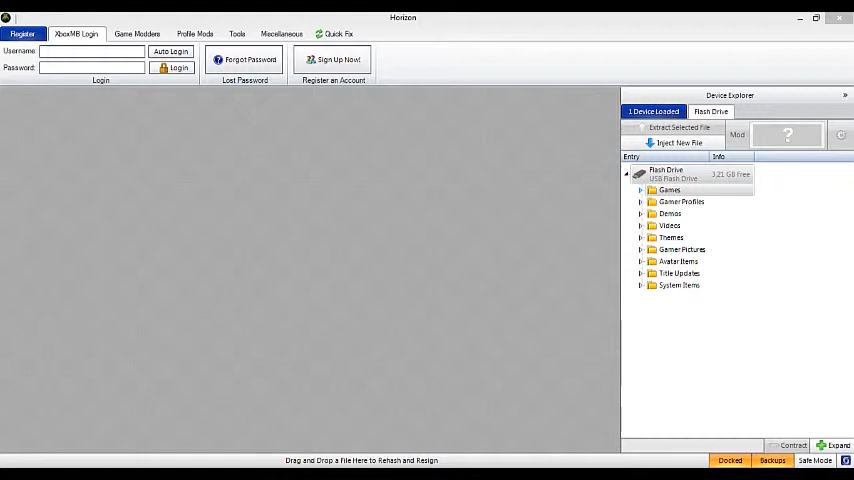 Horizon
Register XboxMB Login Game Modders Profile Mods Tools Miscellaneous Quick Fix
Username: Auto Login
Password: Login
Login
Forgot Password
Lost Password
Sign Up Now!
Register an Account
Device Explorer »
1 Device Loaded Flash Drive
Extract Selected File
Inject New File
Mod ?
Entry Info
Flash Drive
USB Flash Drive 3,21 GB Free
Games
Gamer Profiles
Demos
Videos
Themes
Gamer Pictures
Avatar Items
Title Updates
System Items
Contract Expand
Drag and Drop a File Here to Rehash and Resign
Docked Backups Safe Mode